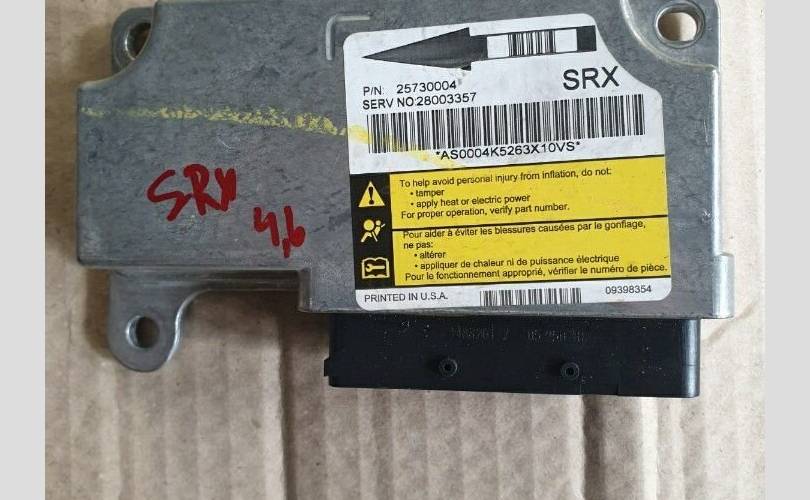 P/N: 25730004
SERV NO:28003357
SRX
*AS0004K5263X10VS*
To help avoid personal injury from inflation, do not:
• tamper
• apply heat or electric power
For proper operation, verify part number.
Pour aider à éviter les blessures causées par le gonflage,
ne pas:
• altérer
• appliquer de chaleur ni de puissance électrique
Pour le fonctionnement approprié, vérifier le numéro de pièce.
PRINTED IN U.S.A.
09398354
SRX
4,6